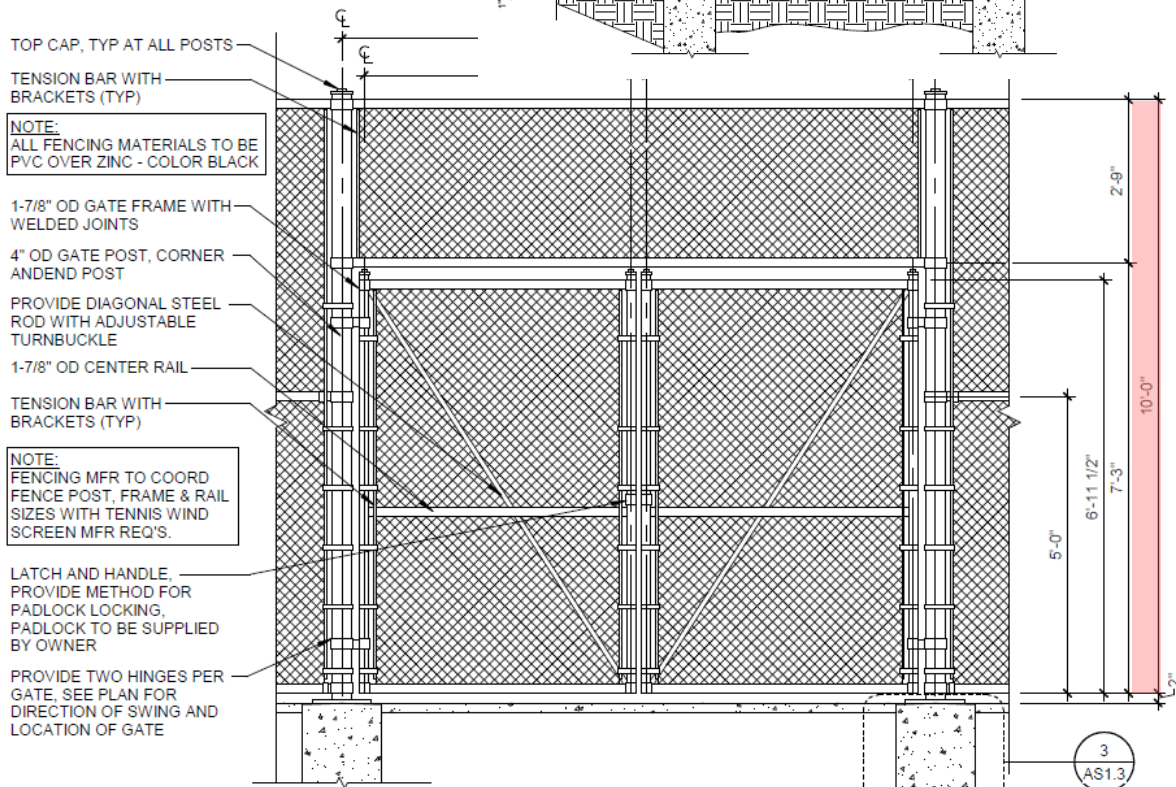 ℄
℄
TOP CAP, TYP AT ALL POSTS
TENSION BAR WITH
BRACKETS (TYP)
NOTE:
ALL FENCING MATERIALS TO BE
PVC OVER ZINC - COLOR BLACK
1-7/8" OD GATE FRAME WITH
WELDED JOINTS
4" OD GATE POST, CORNER
ANDEND POST
PROVIDE DIAGONAL STEEL
ROD WITH ADJUSTABLE
TURNBUCKLE
1-7/8" OD CENTER RAIL
TENSION BAR WITH
BRACKETS (TYP)
NOTE:
FENCING MFR TO COORD
FENCE POST, FRAME & RAIL
SIZES WITH TENNIS WIND
SCREEN MFR REQ'S.
LATCH AND HANDLE,
PROVIDE METHOD FOR
PADLOCK LOCKING,
PADLOCK TO BE SUPPLIED
BY OWNER
PROVIDE TWO HINGES PER
GATE, SEE PLAN FOR
DIRECTION OF SWING AND
LOCATION OF GATE
2'-9"
10'-0"
6'-11 1/2"
7'-3"
5'-0"
2"
3
AS1.3